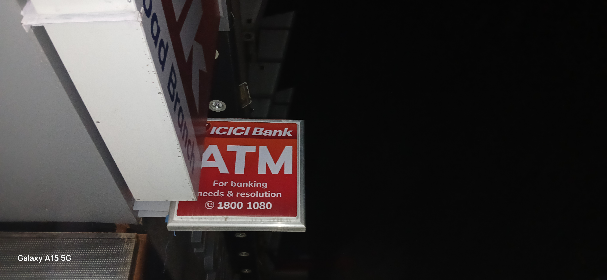 ICICI Bank
ATM
For banking
needs & resolution
1800 1080
Galaxy A15 5G